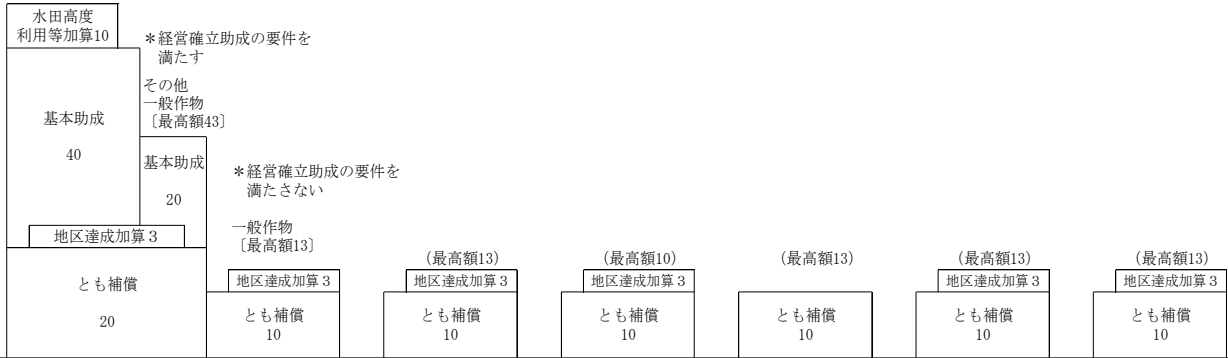 水田高度
利用等加算10
＊経営確立助成の要件を
満たす
その他
一般作物
〔最高額43〕
基本助成
40
基本助成
20
＊経営確立助成の要件を
満たさない
一般作物
〔最高額13〕
地区達成加算３
とも補償
20
地区達成加算３
とも補償
10
（最高額13）
地区達成加算３
とも補償
10
（最高額10）
地区達成加算３
とも補償
10
（最高額13）
とも補償
10
（最高額13）
地区達成加算３
とも補償
10
（最高額13）
地区達成加算３
とも補償
10